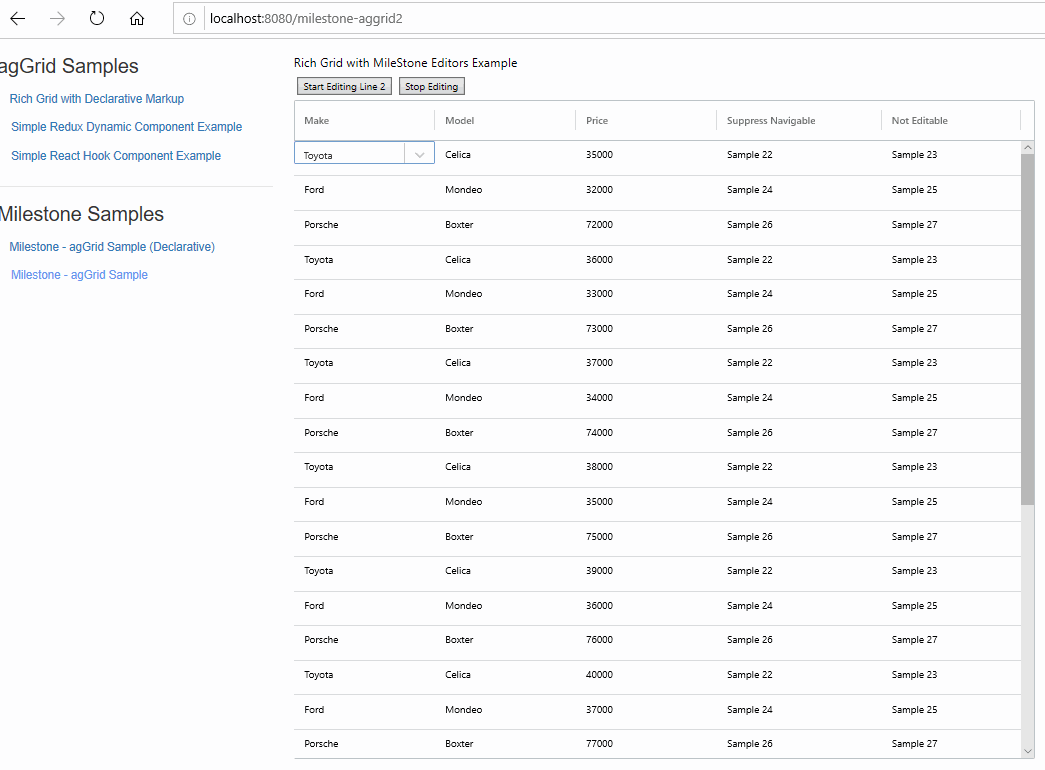 localhost:8080/milestone-aggrid2
agGrid Samples
Rich Grid with Declarative Markup
Simple Redux Dynamic Component Example
Simple React Hook Component Example
Milestone Samples
Milestone - agGrid Sample (Declarative)
Milestone - agGrid Sample
Rich Grid with MileStone Editors Example
Start Editing Line 2 Stop Editing
Make Model Price Suppress Navigable Not Editable
Toyota Celica 35000 Sample 22 Sample 23
Ford Mondeo 32000 Sample 24 Sample 25
Porsche Boxter 72000 Sample 26 Sample 27
Toyota Celica 36000 Sample 22 Sample 23
Ford Mondeo 33000 Sample 24 Sample 25
Porsche Boxter 73000 Sample 26 Sample 27
Toyota Celica 37000 Sample 22 Sample 23
Ford Mondeo 34000 Sample 24 Sample 25
Porsche Boxter 74000 Sample 26 Sample 27
Toyota Celica 38000 Sample 22 Sample 23
Ford Mondeo 35000 Sample 24 Sample 25
Porsche Boxter 75000 Sample 26 Sample 27
Toyota Celica 39000 Sample 22 Sample 23
Ford Mondeo 36000 Sample 24 Sample 25
Porsche Boxter 76000 Sample 26 Sample 27
Toyota Celica 40000 Sample 22 Sample 23
Ford Mondeo 37000 Sample 24 Sample 25
Porsche Boxter 77000 Sample 26 Sample 27